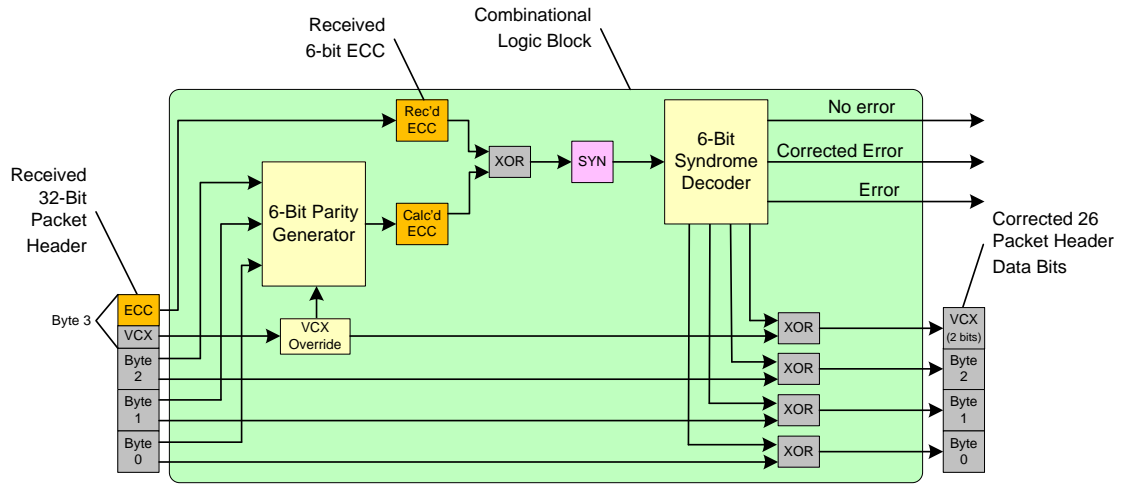 Received
6-bit ECC
Combinational
Logic Block
Received
32-Bit
Packet
Header
Rec'd
ECC
XOR
SYN
6-Bit
Syndrome
Decoder
No error
Corrected Error
Error
6-Bit Parity
Generator
Calc'd
ECC
Corrected 26
Packet Header
Data Bits
Byte 3
ECC
VCX
Byte
2
Byte
1
Byte
0
VCX
Override
XOR
XOR
XOR
XOR
VCX
(2 bits)
Byte
2
Byte
1
Byte
0